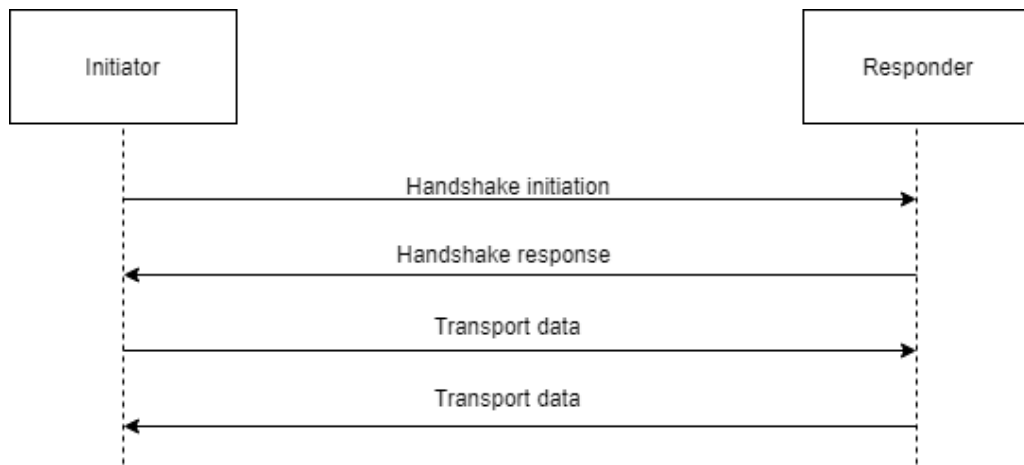 Initiator
Responder
Handshake initiation
Handshake response
Transport data
Transport data